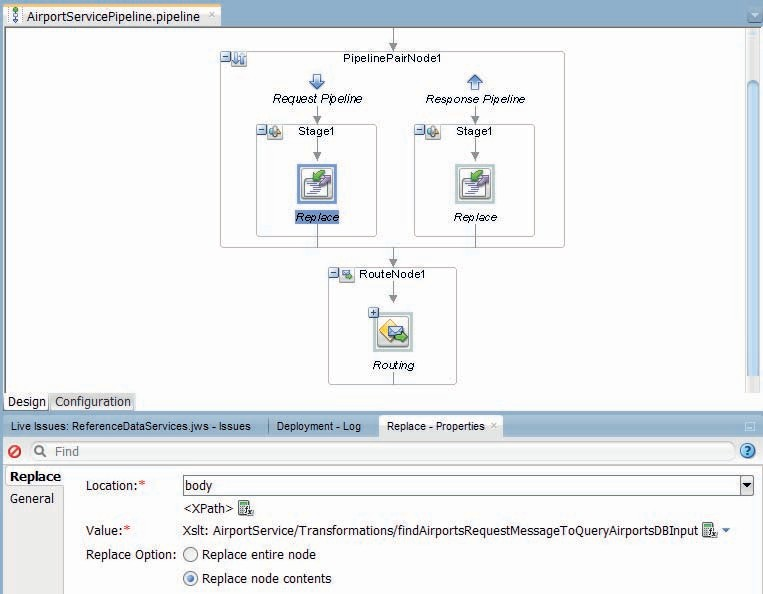 AirportServicePipeline.pipeline
PipelinePairNode1
Request Pipeline
Response Pipeline
Stage1
Stage1
Replace
Replace
RouteNode1
Routing
Design
Configuration
Live Issues: ReferenceDataServices.jws - Issues
Deployment - Log
Replace - Properties
Find
Replace
General
Location:*
body
<XPath>
Value:*
Xslt: AirportService/Transformations/findAirportsRequestMessageToQueryAirportsDBInput
Replace Option:
Replace entire node
Replace node contents